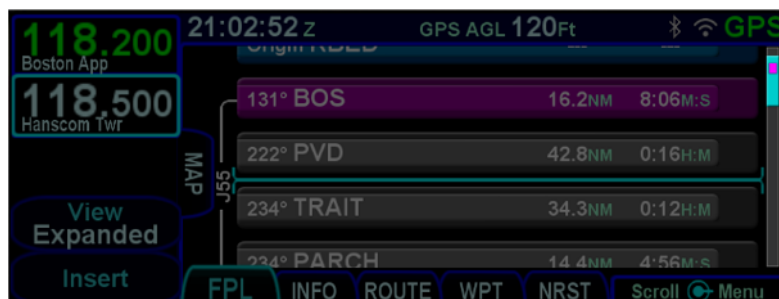 118.200 21:02:52 Z GPS AGL 120Ft GPS
Boston App
Origin KBED --- ---
118.500
Hanscom Twr
131° BOS 16.2NM 8:06M:S
MAP
J55
222° PVD 42.8NM 0:16H:M
View
Expanded
234° TRAIT 34.3NM 0:12H:M
234° PARCH 14.4NM 4:56M:S
Insert
FPL INFO ROUTE WPT NRST Scroll Menu